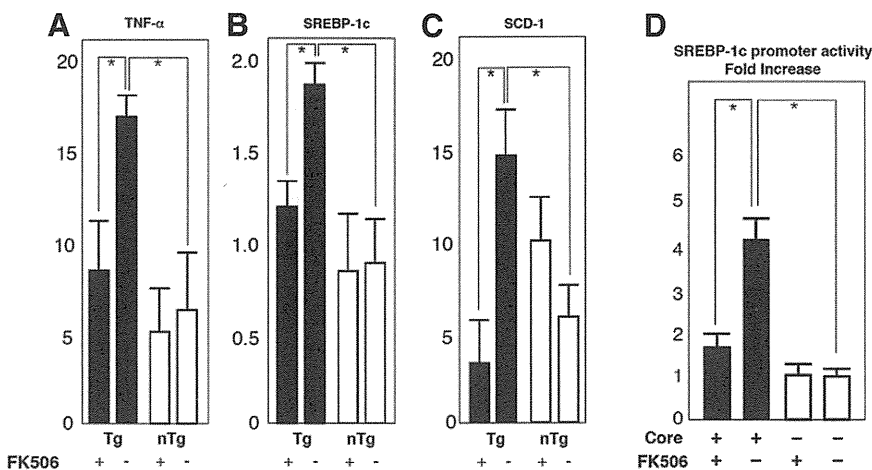 A TNF-α
20
15
10
5
0
Tg nTg
FK506 + - + -
B SREBP-1c
2.0
1.5
1.0
0.5
0
Tg nTg
+ - + -
C SCD-1
20
15
10
5
0
Tg nTg
+ - + -
D
SREBP-1c promoter activity
Fold Increase
6
5
4
3
2
1
0
Core + + − −
FK506 + − + −
* *
* *
* *
* *